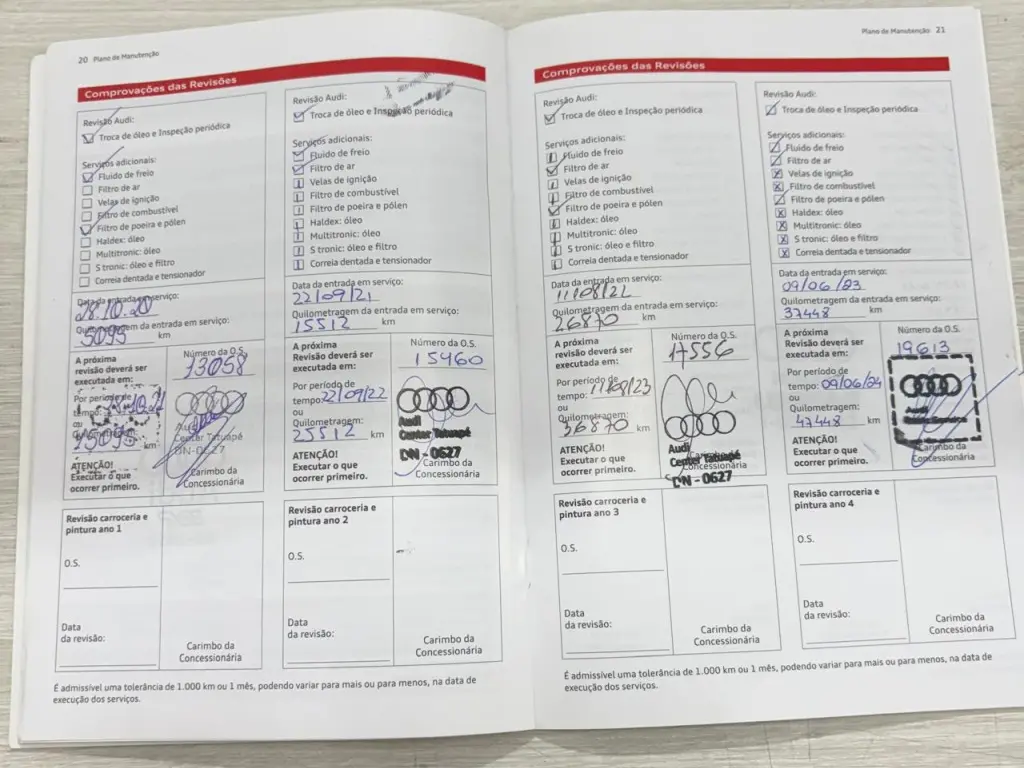 20 Plano de Manutenção
Comprovações das Revisões
Revisão Audi:
Troca de óleo e Inspeção periódica
Serviços adicionais:
Fluido de freio
Filtro de ar
Velas de ignição
Filtro de combustível
Filtro de poeira e pólen
Haldex: óleo
Multitronic: óleo
S tronic: óleo e filtro
Correia dentada e tensionador
Data da entrada em serviço:
28.10.20
Quilometragem da entrada em serviço:
5095 km
A próxima
revisão deverá ser
executada em:
Por período de
tempo:
ou
Quilometragem:
15095 km
ATENÇÃO!
Executar o que
ocorrer primeiro.
Número da O.S.
13058
Audi
Center Tatuapé
DN-0627
Carimbo da
Concessionária
Revisão carroceria e
pintura ano 1
O.S.
Data
da revisão:
Carimbo da
Concessionária
Revisão Audi:
Troca de óleo e Inspeção periódica
Serviços adicionais:
Fluido de freio
Filtro de ar
Velas de ignição
Filtro de combustível
Filtro de poeira e pólen
Haldex: óleo
Multitronic: óleo
S tronic: óleo e filtro
Correia dentada e tensionador
Data da entrada em serviço:
22/09/21
Quilometragem da entrada em serviço:
15512 km
A próxima
Revisão deverá ser
executada em:
Por período de
tempo: 22/09/22
ou
Quilometragem:
25512 km
ATENÇÃO!
Executar o que
ocorrer primeiro.
Número da O.S.
15460
Audi
Center Tatuapé
DN - 0627
Carimbo da
Concessionária
Revisão carroceria e
pintura ano 2
O.S.
Data
da revisão:
Carimbo da
Concessionária
É admissível uma tolerância de 1.000 km ou 1 mês, podendo variar para mais ou para menos, na data de
execução dos serviços.
Plano de Manutenção 21
Comprovações das Revisões
Revisão Audi:
Troca de óleo e Inspeção periódica
Serviços adicionais:
Fluido de freio
Filtro de ar
Velas de ignição
Filtro de combustível
Filtro de poeira e pólen
Haldex: óleo
Multitronic: óleo
S tronic: óleo e filtro
Correia dentada e tensionador
Data da entrada em serviço:
11/08/22
Quilometragem da entrada em serviço:
26870 km
A próxima
revisão deverá ser
executada em:
Por período de
tempo: 11/08/23
ou
Quilometragem:
36870 km
ATENÇÃO!
Executar o que
ocorrer primeiro.
Número da O.S.
17556
Audi
Center Tatuapé
DN - 0627
Carimbo da
Concessionária
Revisão carroceria e
pintura ano 3
O.S.
Data
da revisão:
Carimbo da
Concessionária
Revisão Audi:
Troca de óleo e Inspeção periódica
Serviços adicionais:
Fluido de freio
Filtro de ar
Velas de ignição
Filtro de combustível
Filtro de poeira e pólen
Haldex: óleo
Multitronic: óleo
S tronic: óleo e filtro
Correia dentada e tensionador
Data da entrada em serviço:
09/06/23
Quilometragem da entrada em serviço:
37448 km
A próxima
Revisão deverá ser
executada em:
Por período de
tempo: 09/06/24
ou
Quilometragem:
47448 km
ATENÇÃO!
Executar o que
ocorrer primeiro.
Número da O.S.
19613
Audi
Carimbo da
Concessionária
Revisão carroceria e
pintura ano 4
O.S.
Data
da revisão:
Carimbo da
Concessionária
É admissível uma tolerância de 1.000 km ou 1 mês, podendo variar para mais ou para menos, na data de
execução dos serviços.